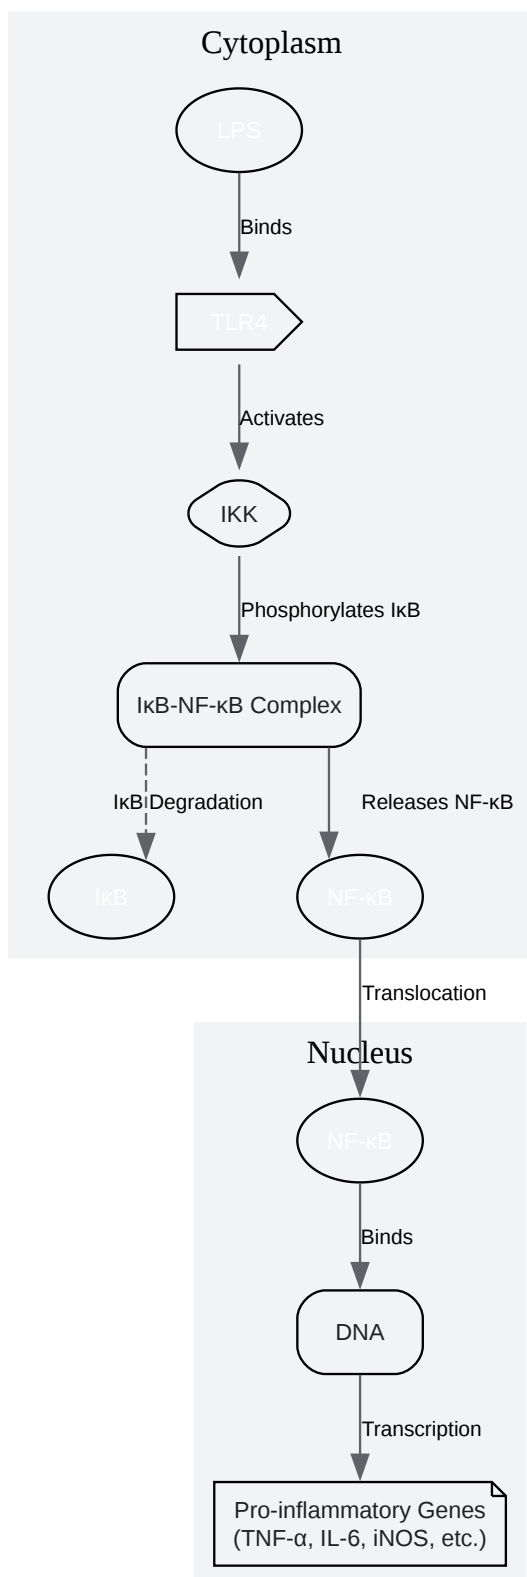 Cytoplasm
LPS
Binds
TLR4
Activates
IKK
Phosphorylates IκB
IκB-NF-κB Complex
IκB Degradation
Releases NF-κB
IκB
NF-κB
Translocation
Nucleus
NF-κB
Binds
DNA
Transcription
Pro-inflammatory Genes
(TNF-α, IL-6, iNOS, etc.)